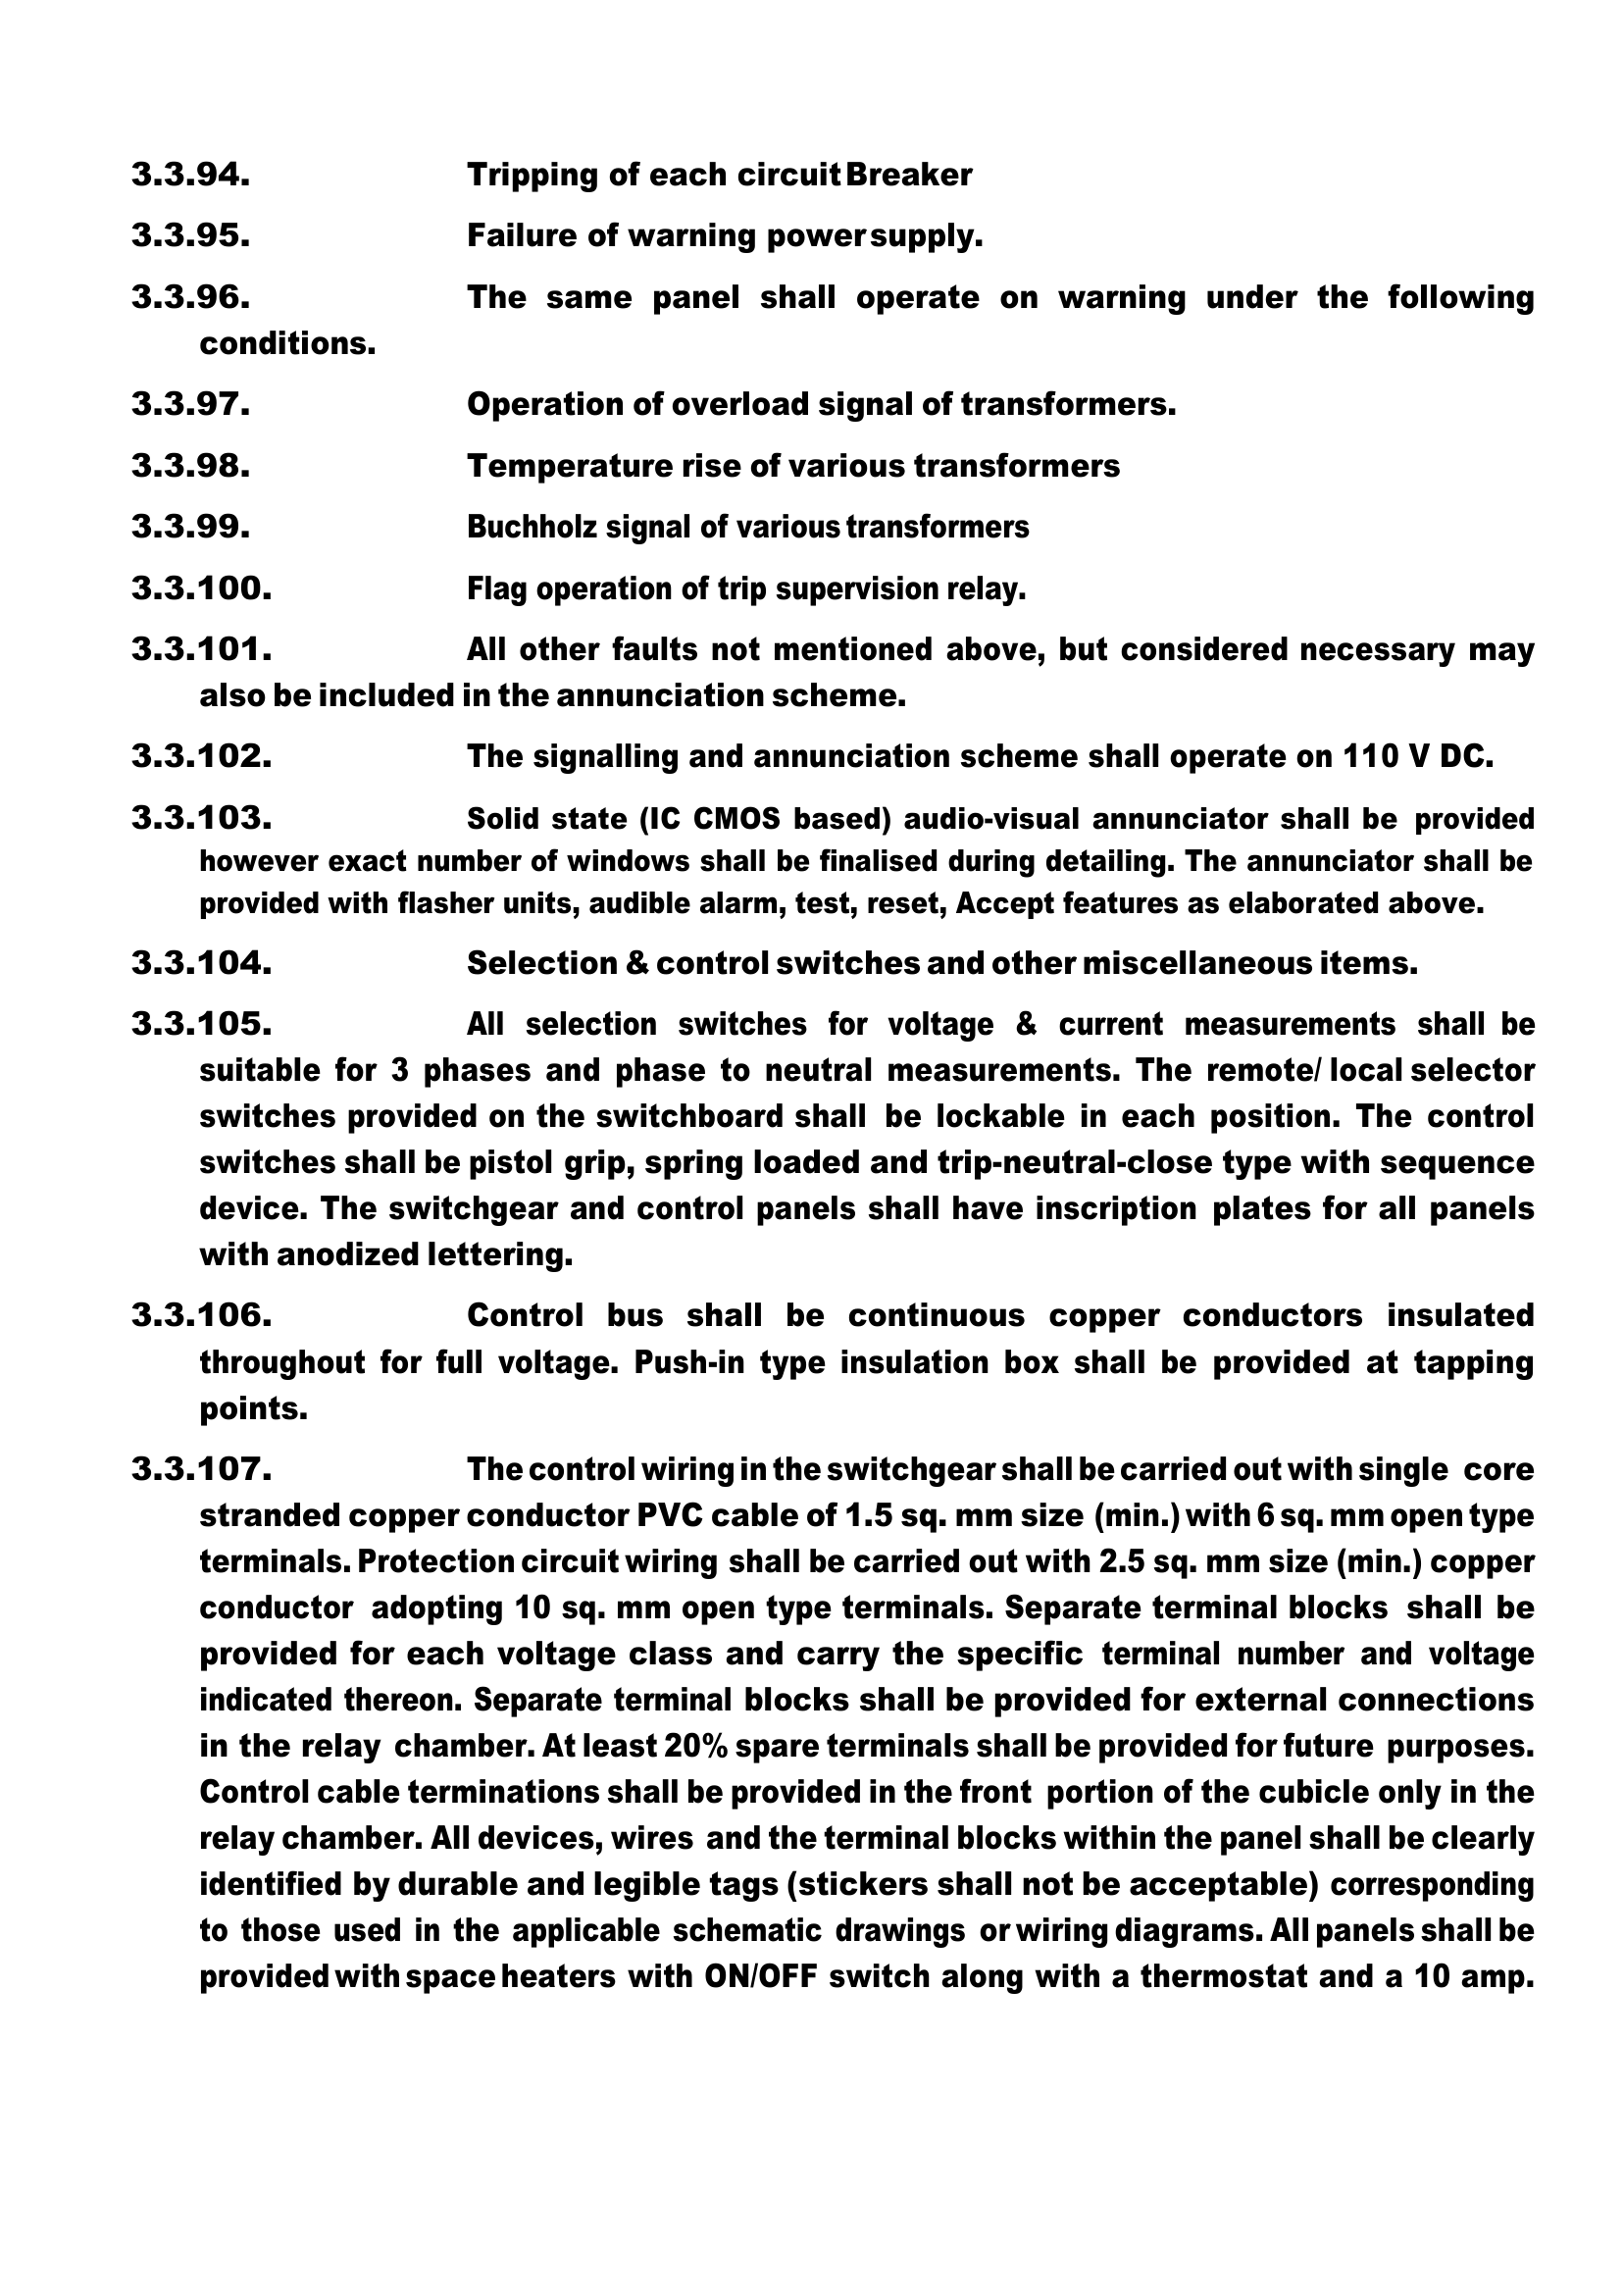 3.3.94. Tripping of each circuit Breaker
3.3.95. Failure of warning power supply.
3.3.96. The same panel shall operate on warning under the following
conditions.
3.3.97. Operation of overload signal of transformers.
3.3.98. Temperature rise of various transformers
3.3.99. Buchholz signal of various transformers
3.3.100. Flag operation of trip supervision relay.
3.3.101. All other faults not mentioned above, but considered necessary may
also be included in the annunciation scheme.
3.3.102. The signalling and annunciation scheme shall operate on 110 V DC.
3.3.103. Solid state (IC CMOS based) audio-visual annunciator shall be provided
however exact number of windows shall be finalised during detailing. The annunciator shall be
provided with flasher units, audible alarm, test, reset, Accept features as elaborated above.
3.3.104. Selection & control switches and other miscellaneous items.
3.3.105. All selection switches for voltage & current measurements shall be
suitable for 3 phases and phase to neutral measurements. The remote/ local selector
switches provided on the switchboard shall be lockable in each position. The control
switches shall be pistol grip, spring loaded and trip-neutral-close type with sequence
device. The switchgear and control panels shall have inscription plates for all panels
with anodized lettering.
3.3.106. Control bus shall be continuous copper conductors insulated
throughout for full voltage. Push-in type insulation box shall be provided at tapping
points.
3.3.107. The control wiring in the switchgear shall be carried out with single core
stranded copper conductor PVC cable of 1.5 sq. mm size (min.) with 6 sq. mm open type
terminals. Protection circuit wiring shall be carried out with 2.5 sq. mm size (min.) copper
conductor adopting 10 sq. mm open type terminals. Separate terminal blocks shall be
provided for each voltage class and carry the specific terminal number and voltage
indicated thereon. Separate terminal blocks shall be provided for external connections
in the relay chamber. At least 20% spare terminals shall be provided for future purposes.
Control cable terminations shall be provided in the front portion of the cubicle only in the
relay chamber. All devices, wires and the terminal blocks within the panel shall be clearly
identified by durable and legible tags (stickers shall not be acceptable) corresponding
to those used in the applicable schematic drawings or wiring diagrams. All panels shall be
provided with space heaters with ON/OFF switch along with a thermostat and a 10 amp.